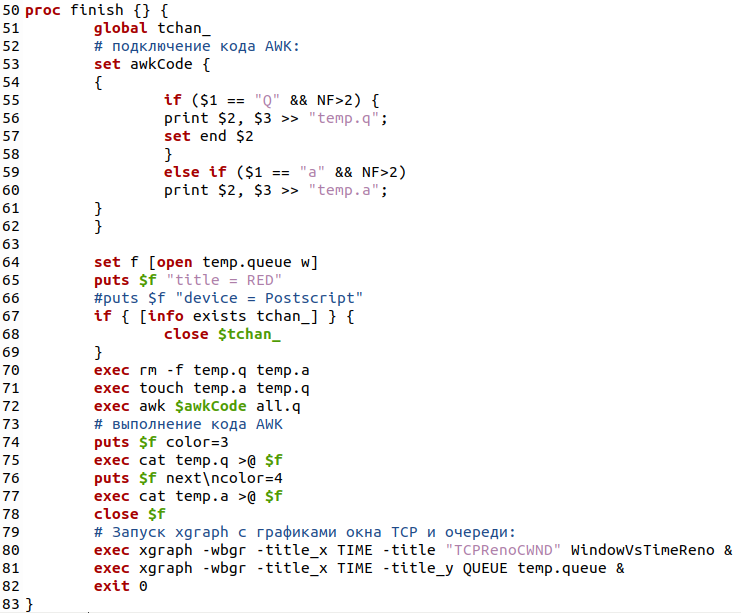 50 proc finish {} {
51 global tchan_
52 # подключение кода AWK:
53 set awkCode {
54 {
55 if ($1 == "Q" && NF>2) {
56 print $2, $3 >> "temp.q";
57 set end $2
58 }
59 else if ($1 == "a" && NF>2)
60 print $2, $3 >> "temp.a";
61 }
62 }
63
64 set f [open temp.queue w]
65 puts $f "title = RED"
66 #puts $f "device = Postscript"
67 if { [info exists tchan_] } {
68 close $tchan_
69 }
70 exec rm -f temp.q temp.a
71 exec touch temp.a temp.q
72 exec awk $awkCode all.q
73 # выполнение кода AWK
74 puts $f color=3
75 exec cat temp.q >@ $f
76 puts $f next\ncolor=4
77 exec cat temp.a >@ $f
78 close $f
79 # Запуск xgraph с графиками окна TCP и очереди:
80 exec xgraph -wbgr -title_x TIME -title "TCPRenoCWND" WindowVsTimeReno &
81 exec xgraph -wbgr -title_x TIME -title_y QUEUE temp.queue &
82 exit 0
83 }